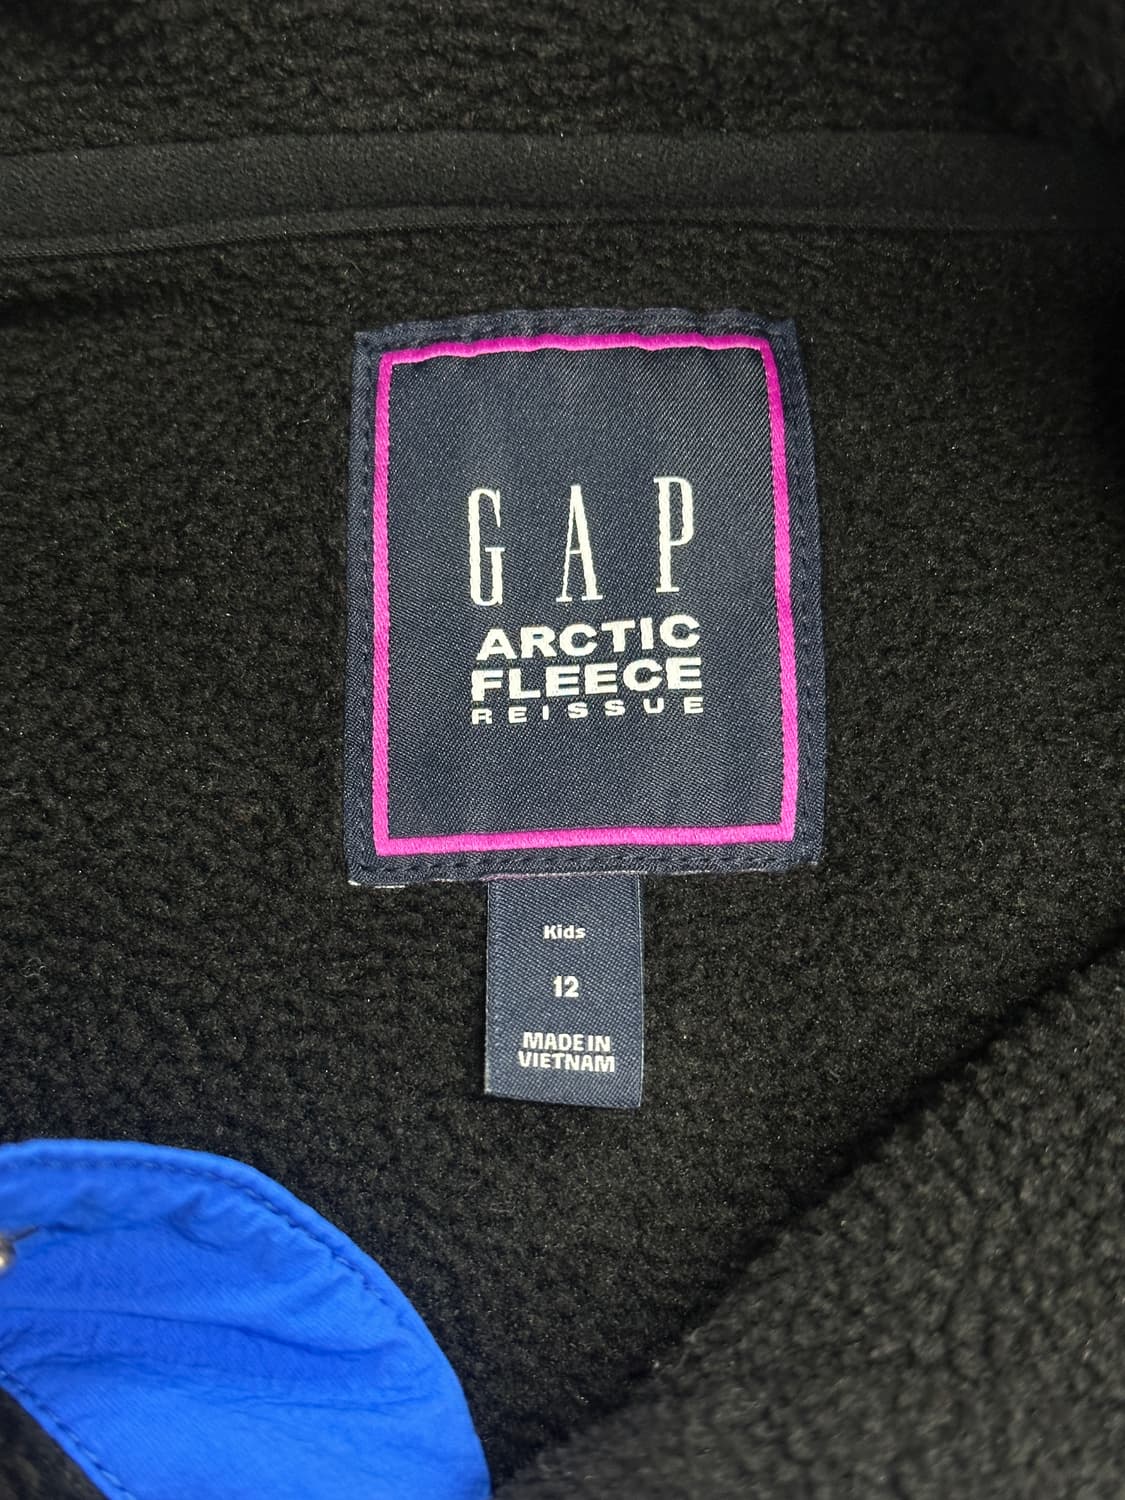 GAP
ARCTIC
FLEECE
REISSUE
Kids
12
MADE IN
VIETNAM